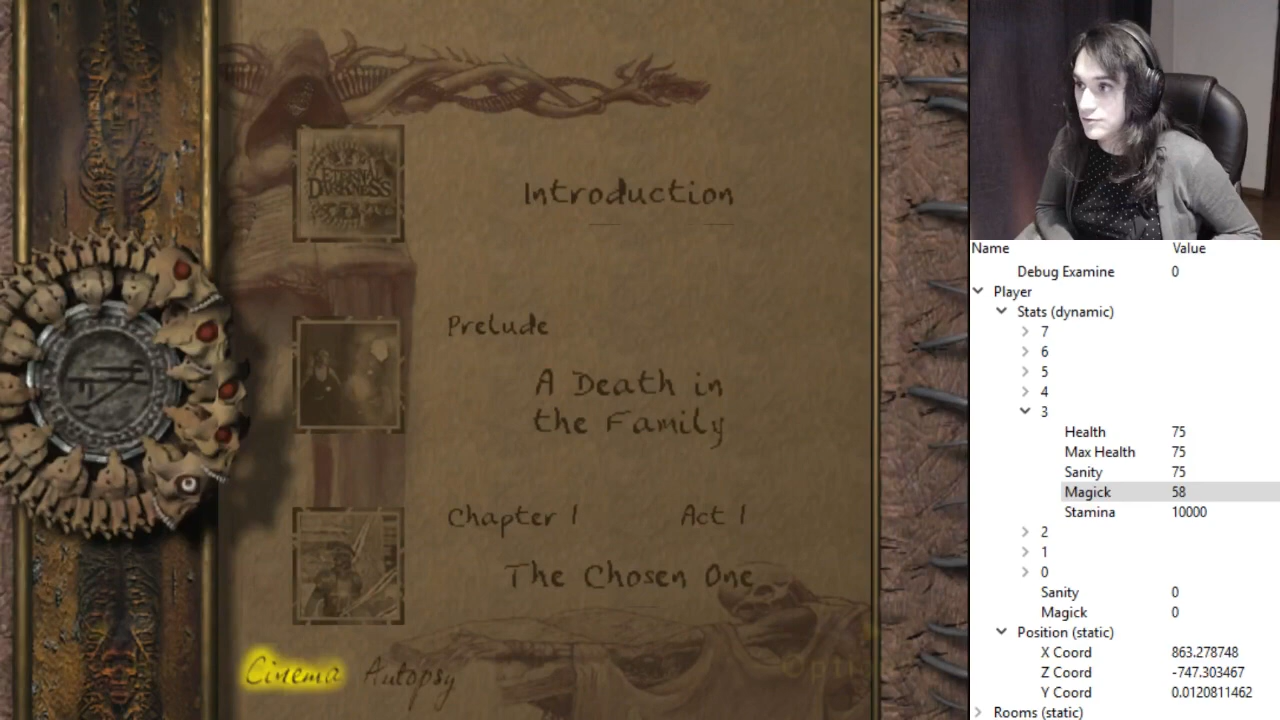 ETERNAL
DARKNESS
Introduction
Prelude
A Death in
the Family
Chapter 1 Act 1
The Chosen One
Cinema Autopsy
Name Value
Debug Examine 0
Player
Stats (dynamic)
7
6
5
4
3
Health 75
Max Health 75
Sanity 75
Magick 58
Stamina 10000
2
1
0
Sanity 0
Magick 0
Position (static)
X Coord 863.278748
Z Coord -747.303467
Y Coord 0.0120811462
Rooms (static)